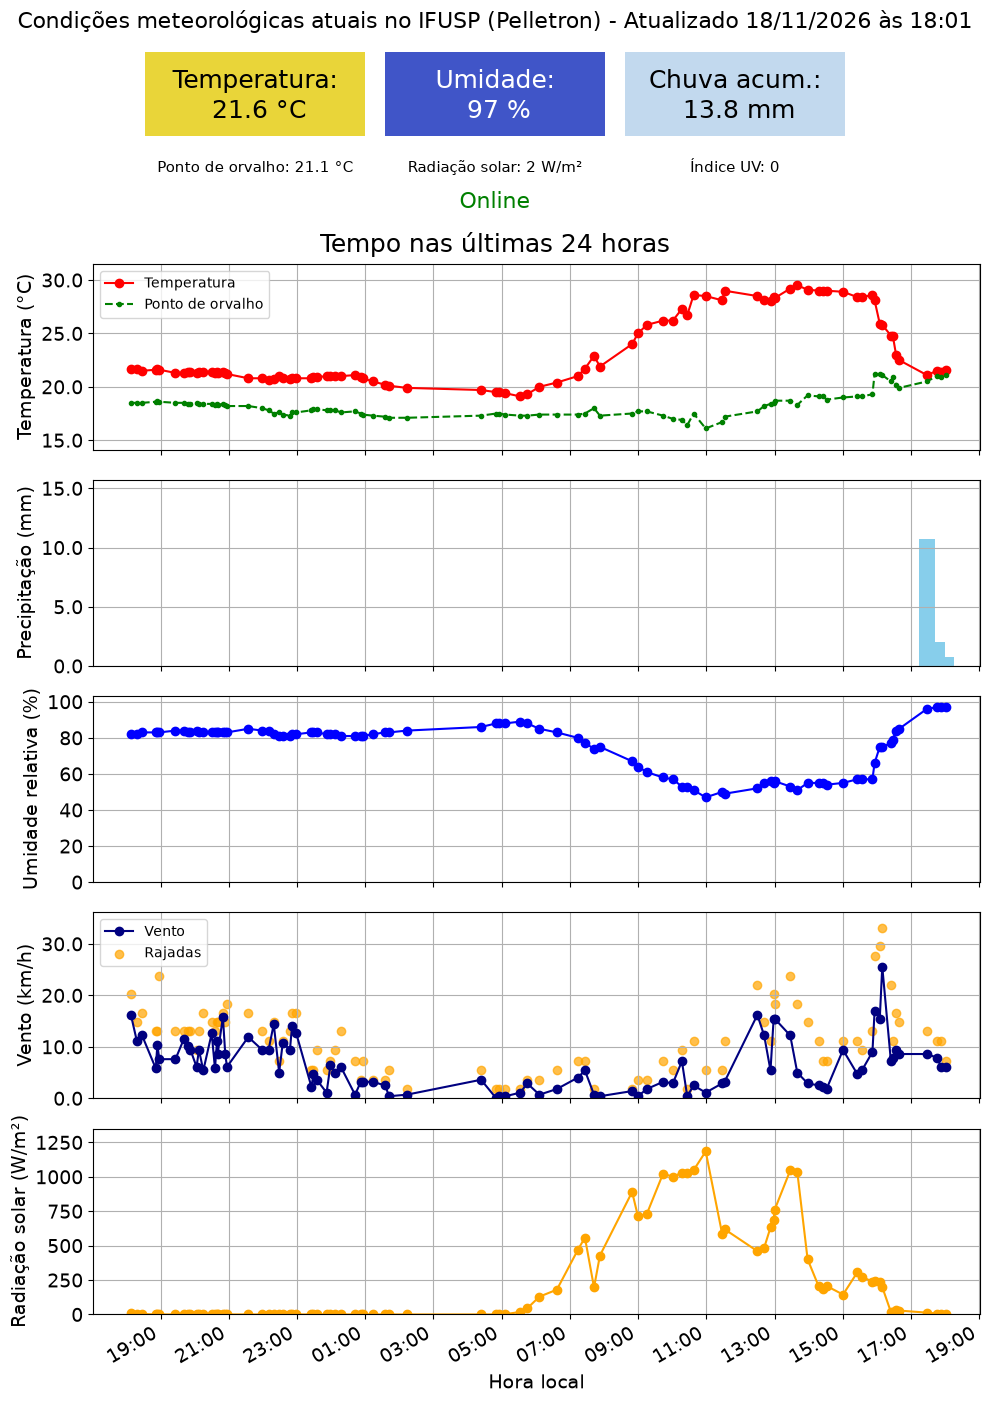 Condições meteorológicas atuais no IFUSP (Pelletron) - Atualizado 18/11/2026 às 18:01
Temperatura:
21.6 °C
Umidade:
97 %
Chuva acum.:
13.8 mm
Ponto de orvalho: 21.1 °C
Radiação solar: 2 W/m²
Índice UV: 0
Online
Tempo nas últimas 24 horas
Temperatura (°C)
30.0
25.0
20.0
15.0
Temperatura
Ponto de orvalho
Precipitação (mm)
15.0
10.0
5.0
0.0
Umidade relativa (%)
100
80
60
40
20
0
Vento (km/h)
30.0
20.0
10.0
0.0
Vento
Rajadas
Radiação solar (W/m²)
1250
1000
750
500
250
0
19:00
21:00
23:00
01:00
03:00
05:00
07:00
09:00
11:00
13:00
15:00
17:00
19:00
Hora local